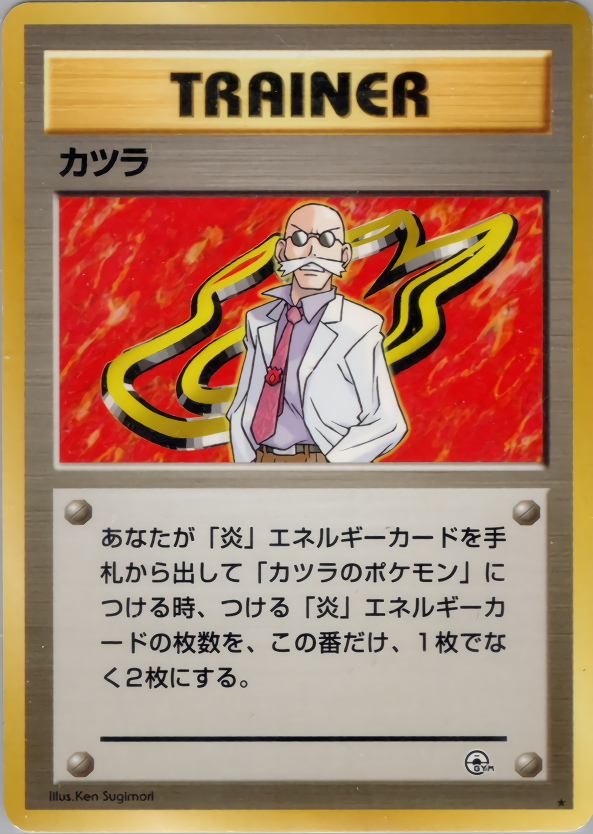 TRAINER
カツラ
あなたが「炎」エネルギーカードを手
札から出して「カツラのポケモン」に
つける時、つける「炎」エネルギーカ
ードの枚数を、この番だけ、1枚でな
く2枚にする。
GYM
Illus.Ken Sugimori
★